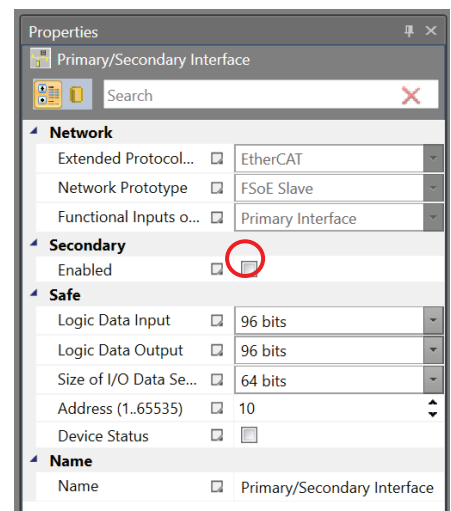 Properties
Primary/Secondary Interface
Search
Network
Extended Protocol... EtherCAT
Network Prototype FSoE Slave
Functional Inputs o... Primary Interface
Secondary
Enabled
Safe
Logic Data Input 96 bits
Logic Data Output 96 bits
Size of I/O Data Se... 64 bits
Address (1..65535) 10
Device Status
Name
Name Primary/Secondary Interface